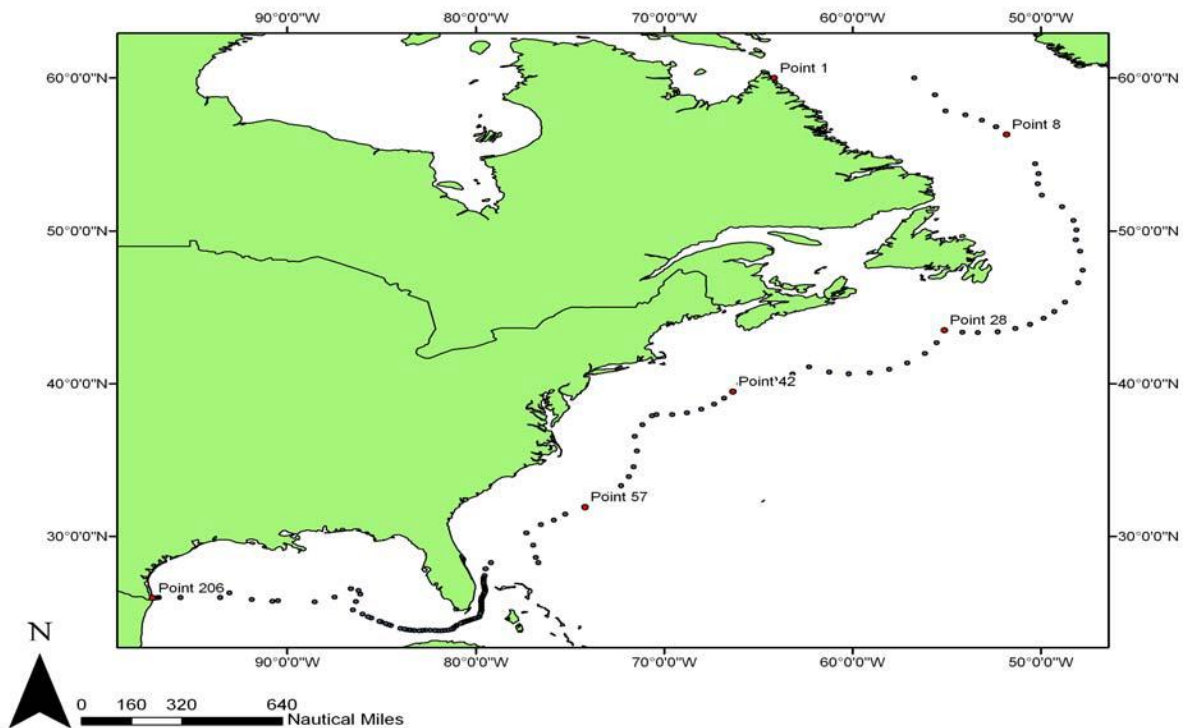 90°0'0"W 80°0'0"W 70°0'0"W 60°0'0"W 50°0'0"W
60°0'0"N Point 1 60°0'0"N
Point 8
50°0'0"N 50°0'0"N
Point 28
40°0'0"N Point 42 40°0'0"N
Point 57
30°0'0"N 30°0'0"N
Point 206
N
90°0'0"W 80°0'0"W 70°0'0"W 60°0'0"W 50°0'0"W
0 160 320 640
Nautical Miles